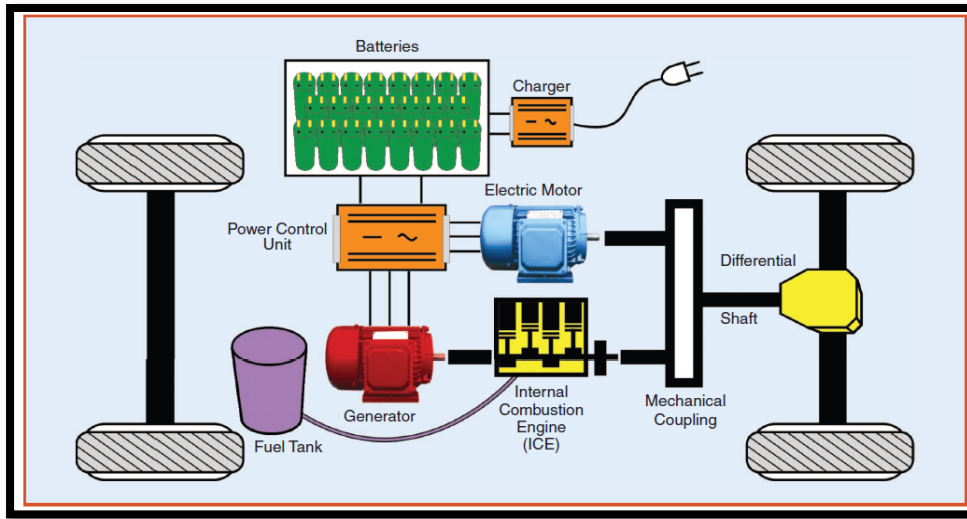 Batteries
Charger
Electric Motor
Power Control
Unit
Differential
Shaft
Generator
Internal
Combustion
Engine
(ICE)
Mechanical
Coupling
Fuel Tank